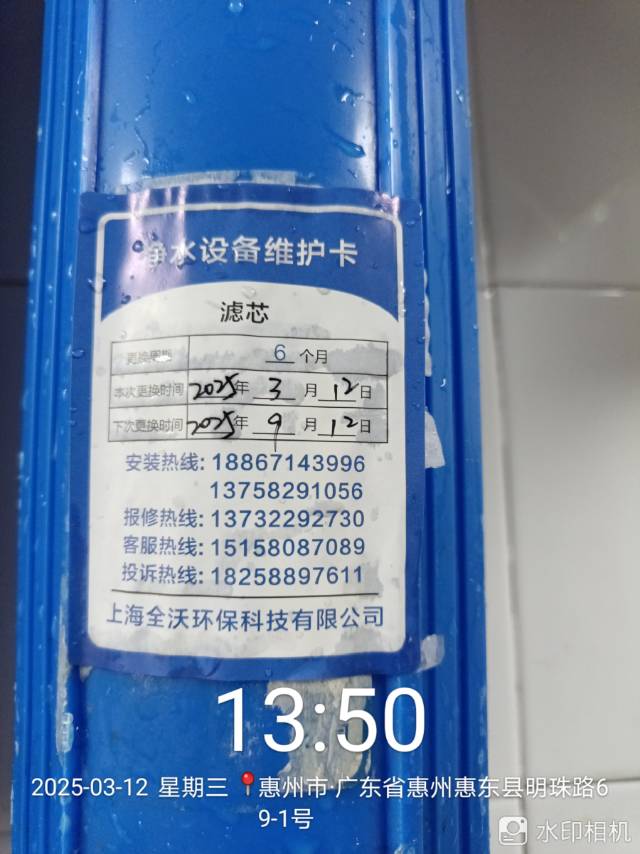 净水设备维护卡
滤芯
更换周期 6 个月
本次更换时间 2025年 3 月 12 日
下次更换时间 2025年 9 月 12 日
安装热线: 18867143996
13758291056
报修热线: 13732292730
客服热线: 15158087089
投诉热线: 18258897611
上海全沃环保科技有限公司
13:50
2025-03-12 星期三 📍惠州市·广东省惠州惠东县明珠路6
9-1号
水印相机